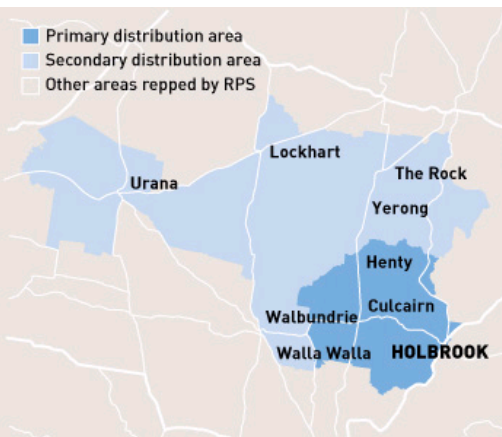 Primary distribution area
Secondary distribution area
Other areas repped by RPS
Lockhart
The Rock
Urana
Yerong
Henty
Culcairn
Walbundrie
Walla Walla
HOLBROOK